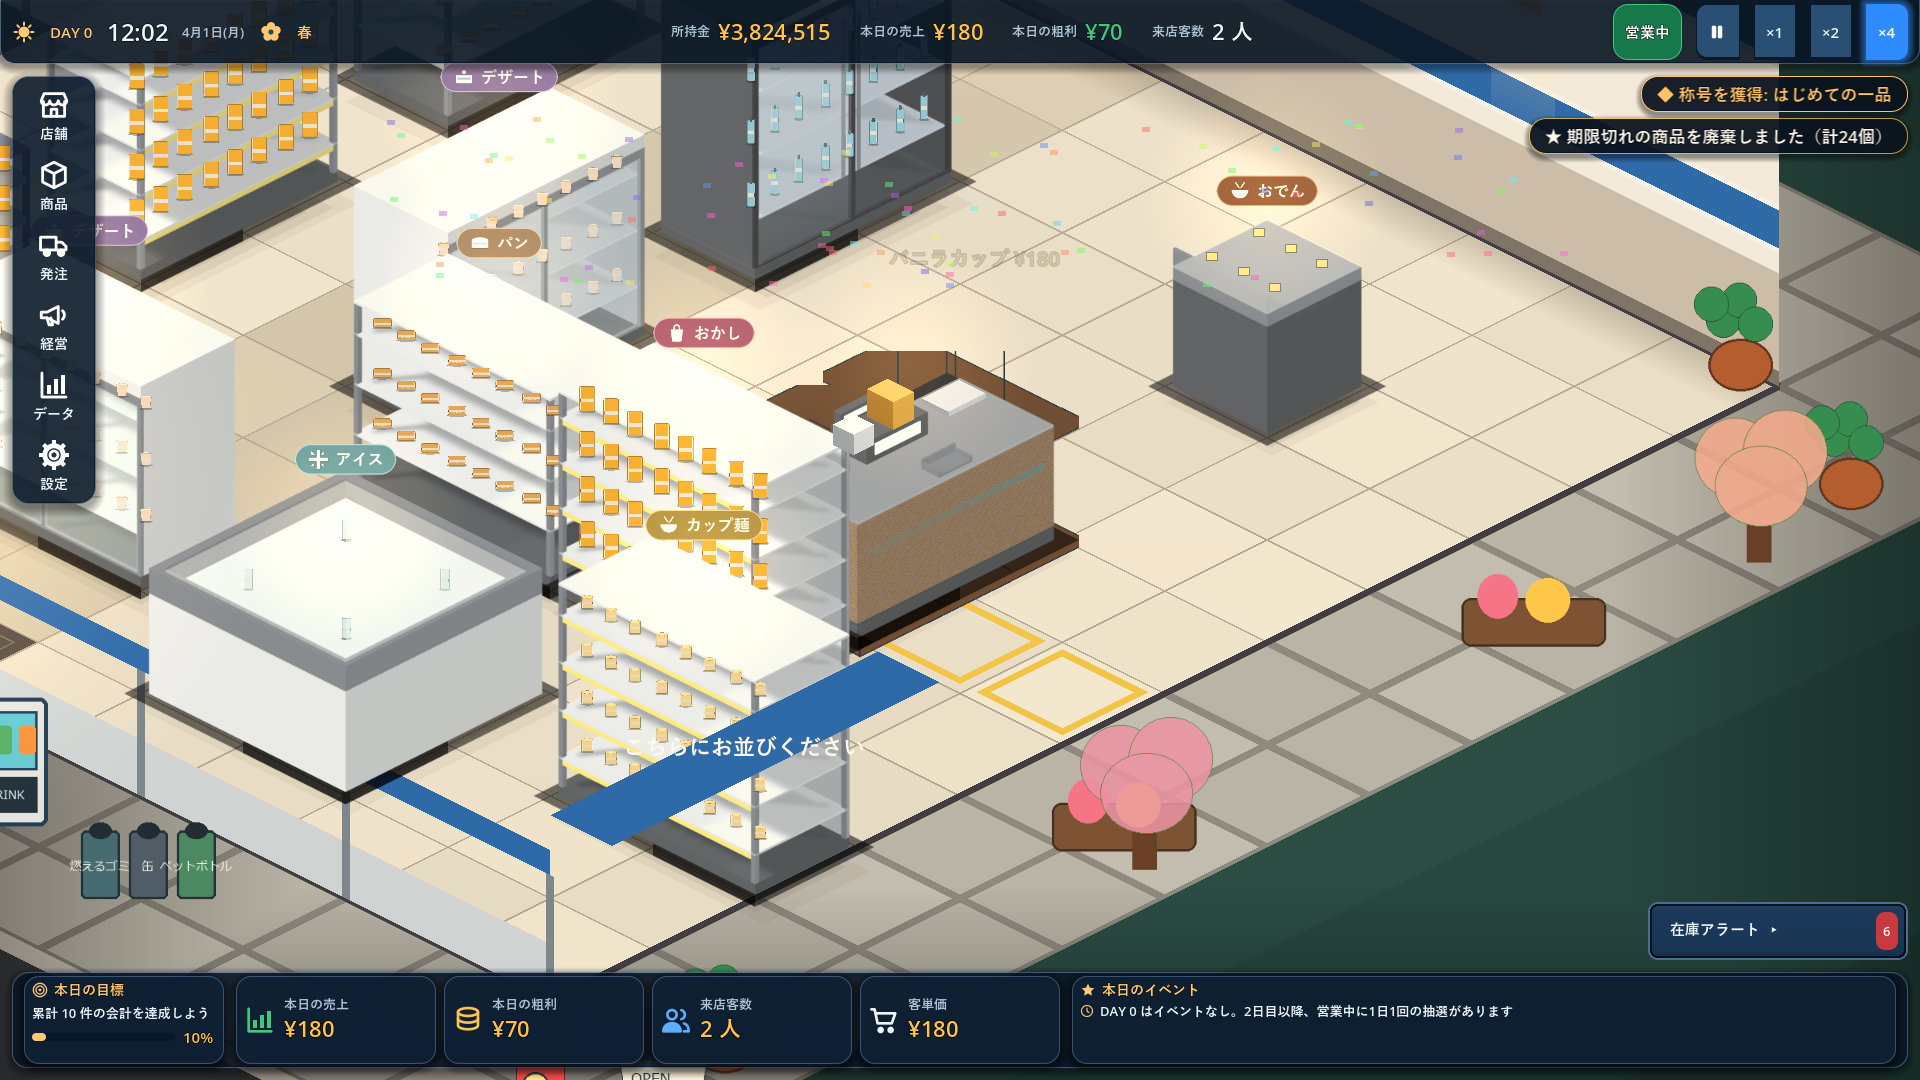 DAY 0 12:02 4月1日(月) 春
所持金 ¥3,824,515 本日の売上 ¥180 本日の粗利 ¥70 来店客数 2 人
営業中 ×1 ×2 ×4
◆ 称号を獲得: はじめての一品
★ 期限切れの商品を廃棄しました（計24個）
店舗
商品
発注
経営
データ
設定
デザート
デザート
パン
おでん
バニラカップ ¥180
おかし
アイス
カップ麺
こちらにお並びください
RINK
燃えるゴミ 缶 ペットボトル
在庫アラート ▸ 6
本日の目標
累計 10 件の会計を達成しよう
10%
本日の売上
¥180
本日の粗利
¥70
来店客数
2 人
客単価
¥180
★ 本日のイベント
DAY 0 はイベントなし。2日目以降、営業中に1日1回の抽選があります
OPEN